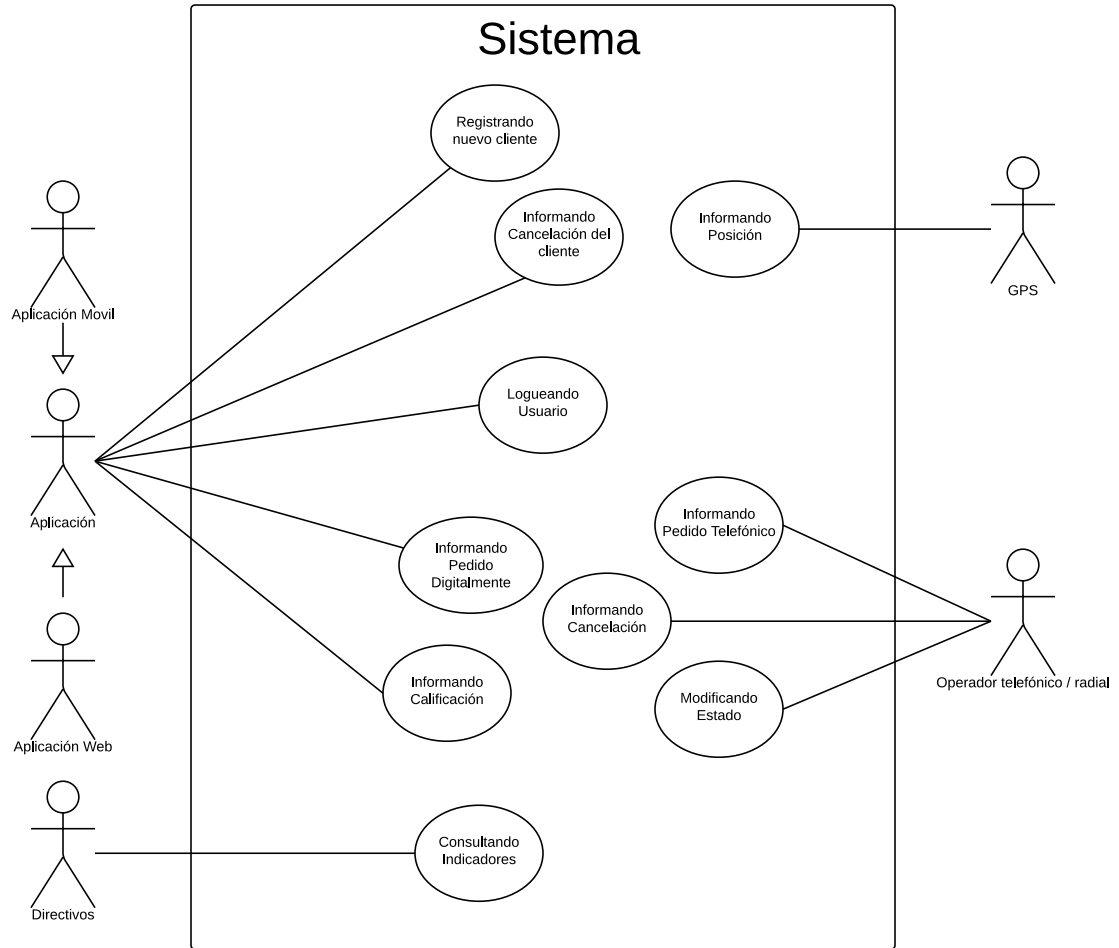 Sistema
Registrando
nuevo cliente
Informando
Cancelación del
cliente
Informando
Posición
GPS
Aplicación Movil
Logueando
Usuario
Aplicación
Informando
Pedido Telefónico
Informando
Pedido
Digitalmente
Informando
Cancelación
Operador telefónico / radial
Informando
Calificación
Modificando
Estado
Aplicación Web
Consultando
Indicadores
Directivos